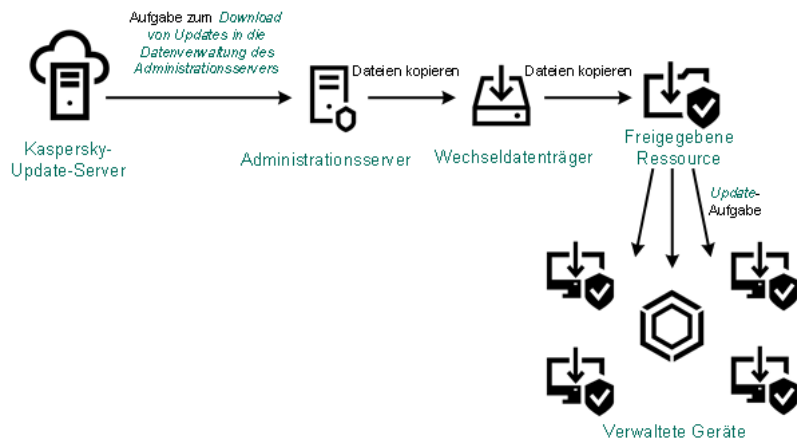 Aufgabe zum Download
von Updates in die
Datenverwaltung des
Administrationsservers
Dateien kopieren
Dateien kopieren
Kaspersky-
Update-Server
Administrationsserver
Wechseldatenträger
Freigegebene
Ressource
Update-
Aufgabe
Verwaltete Geräte